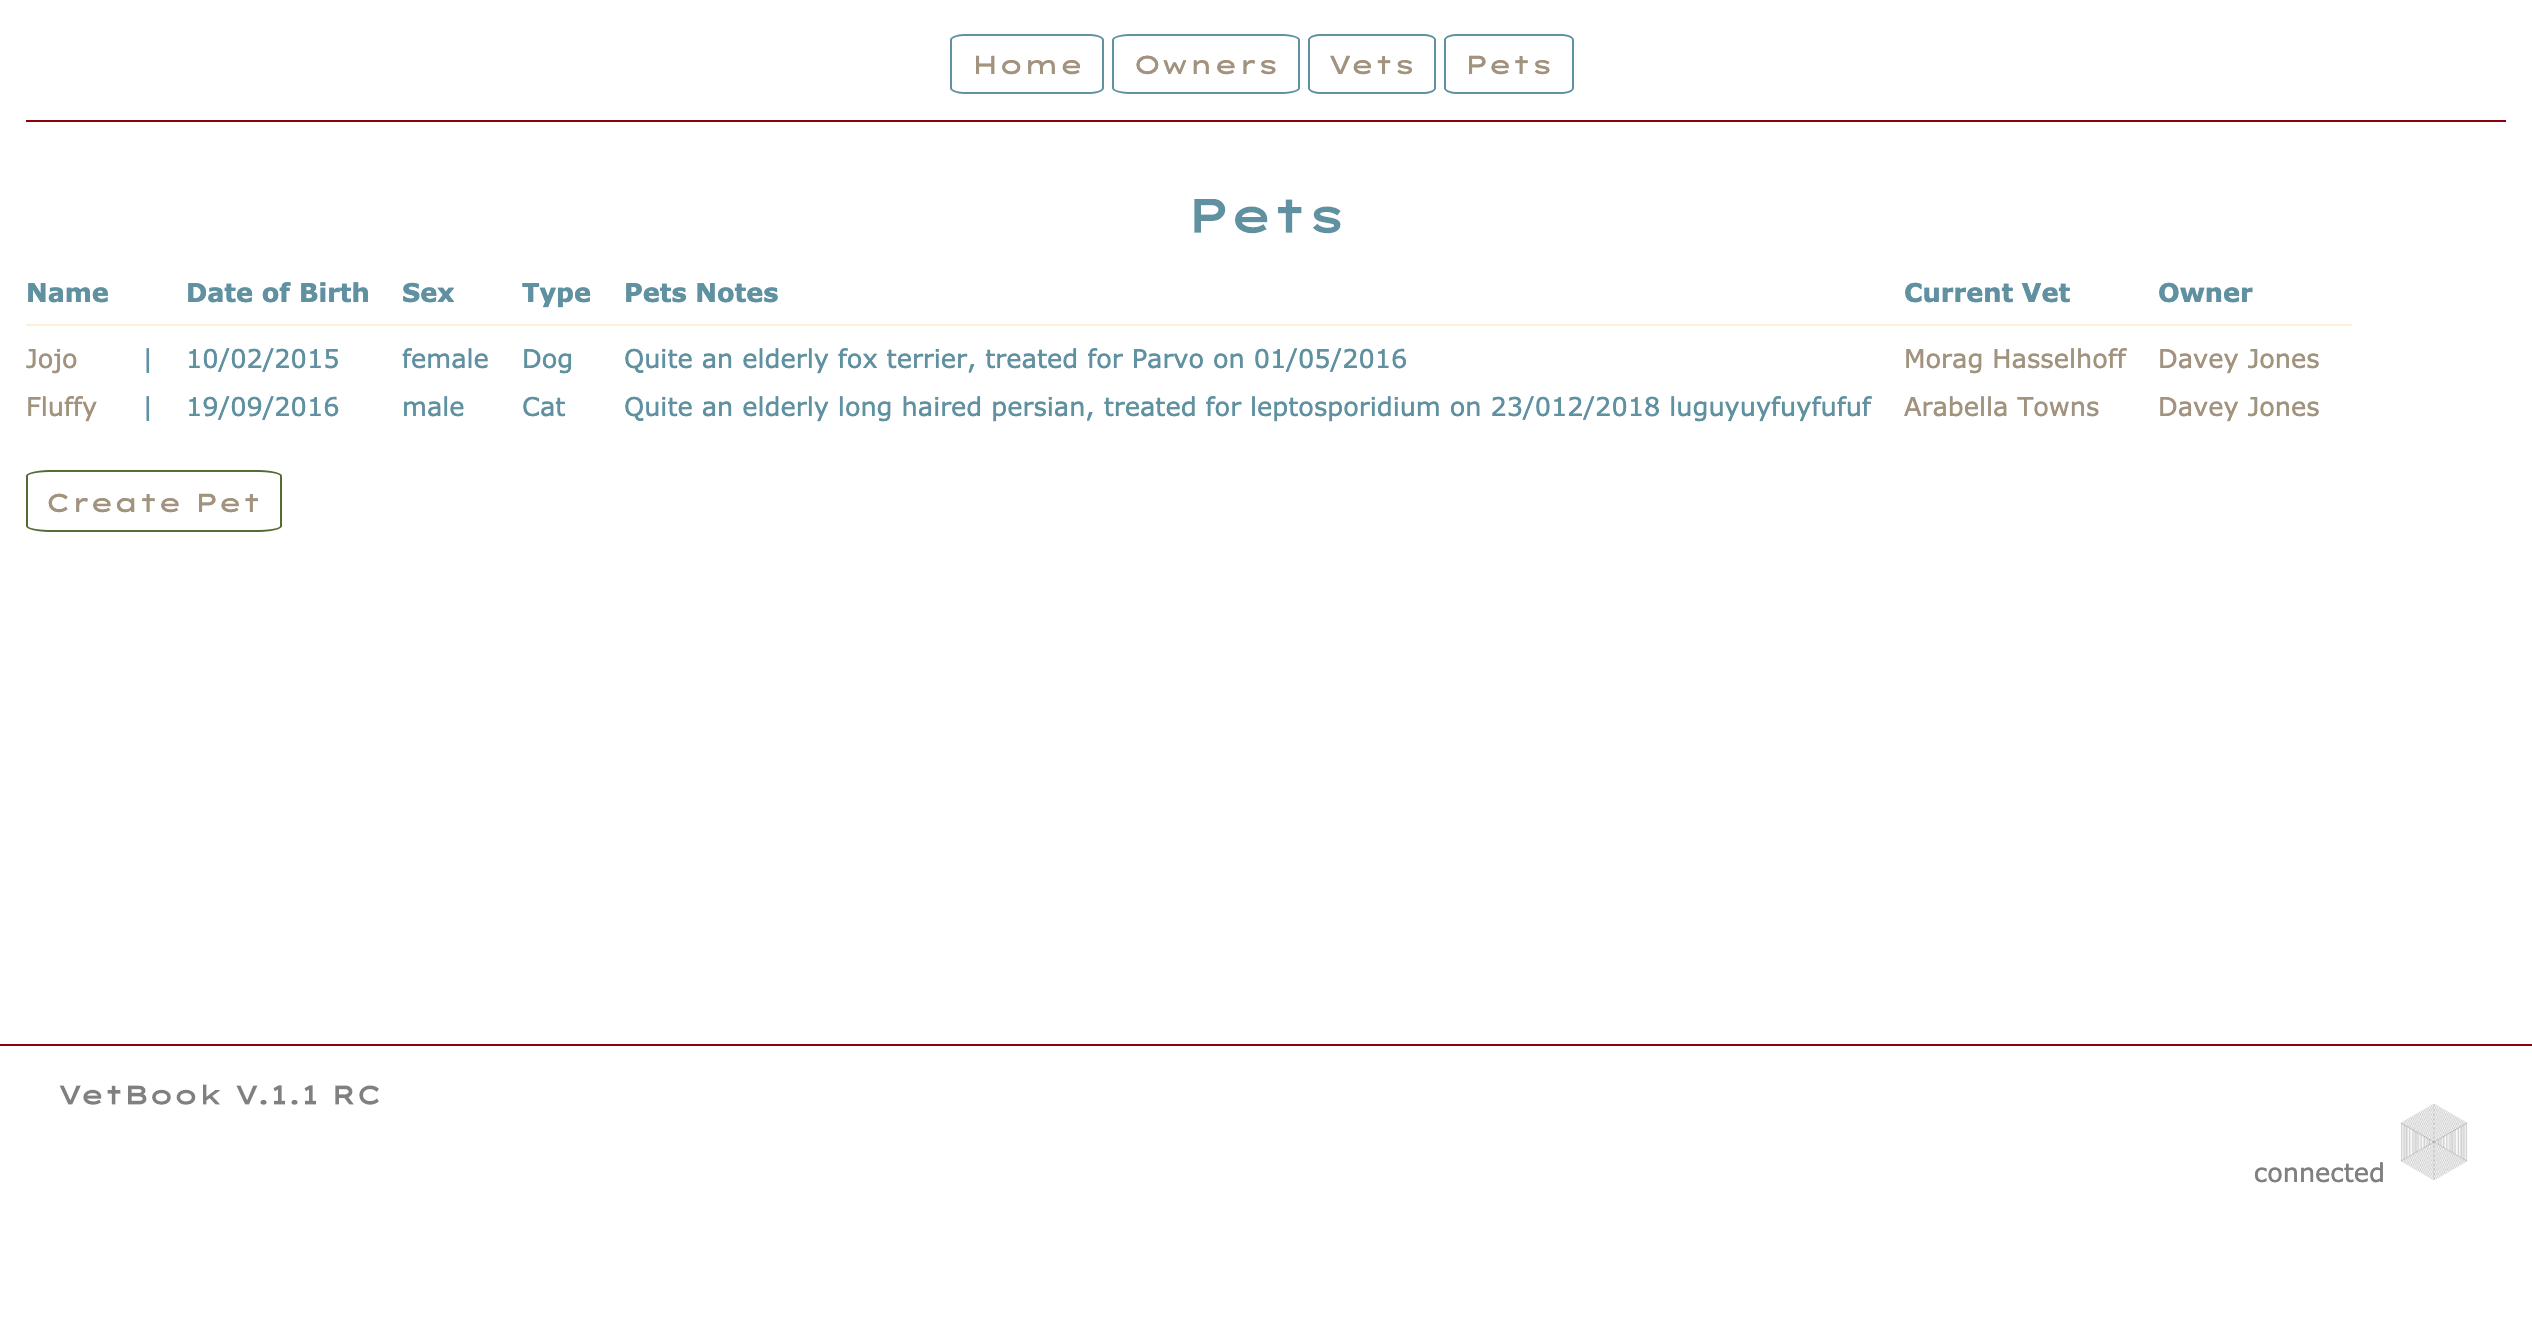 Home Owners Vets Pets
Pets
Name Date of Birth Sex Type Pets Notes Current Vet Owner
Jojo | 10/02/2015 female Dog Quite an elderly fox terrier, treated for Parvo on 01/05/2016 Morag Hasselhoff Davey Jones
Fluffy | 19/09/2016 male Cat Quite an elderly long haired persian, treated for leptosporidium on 23/012/2018 luguyuyfuyfufuf Arabella Towns Davey Jones
Create Pet
VetBook V.1.1 RC
connected